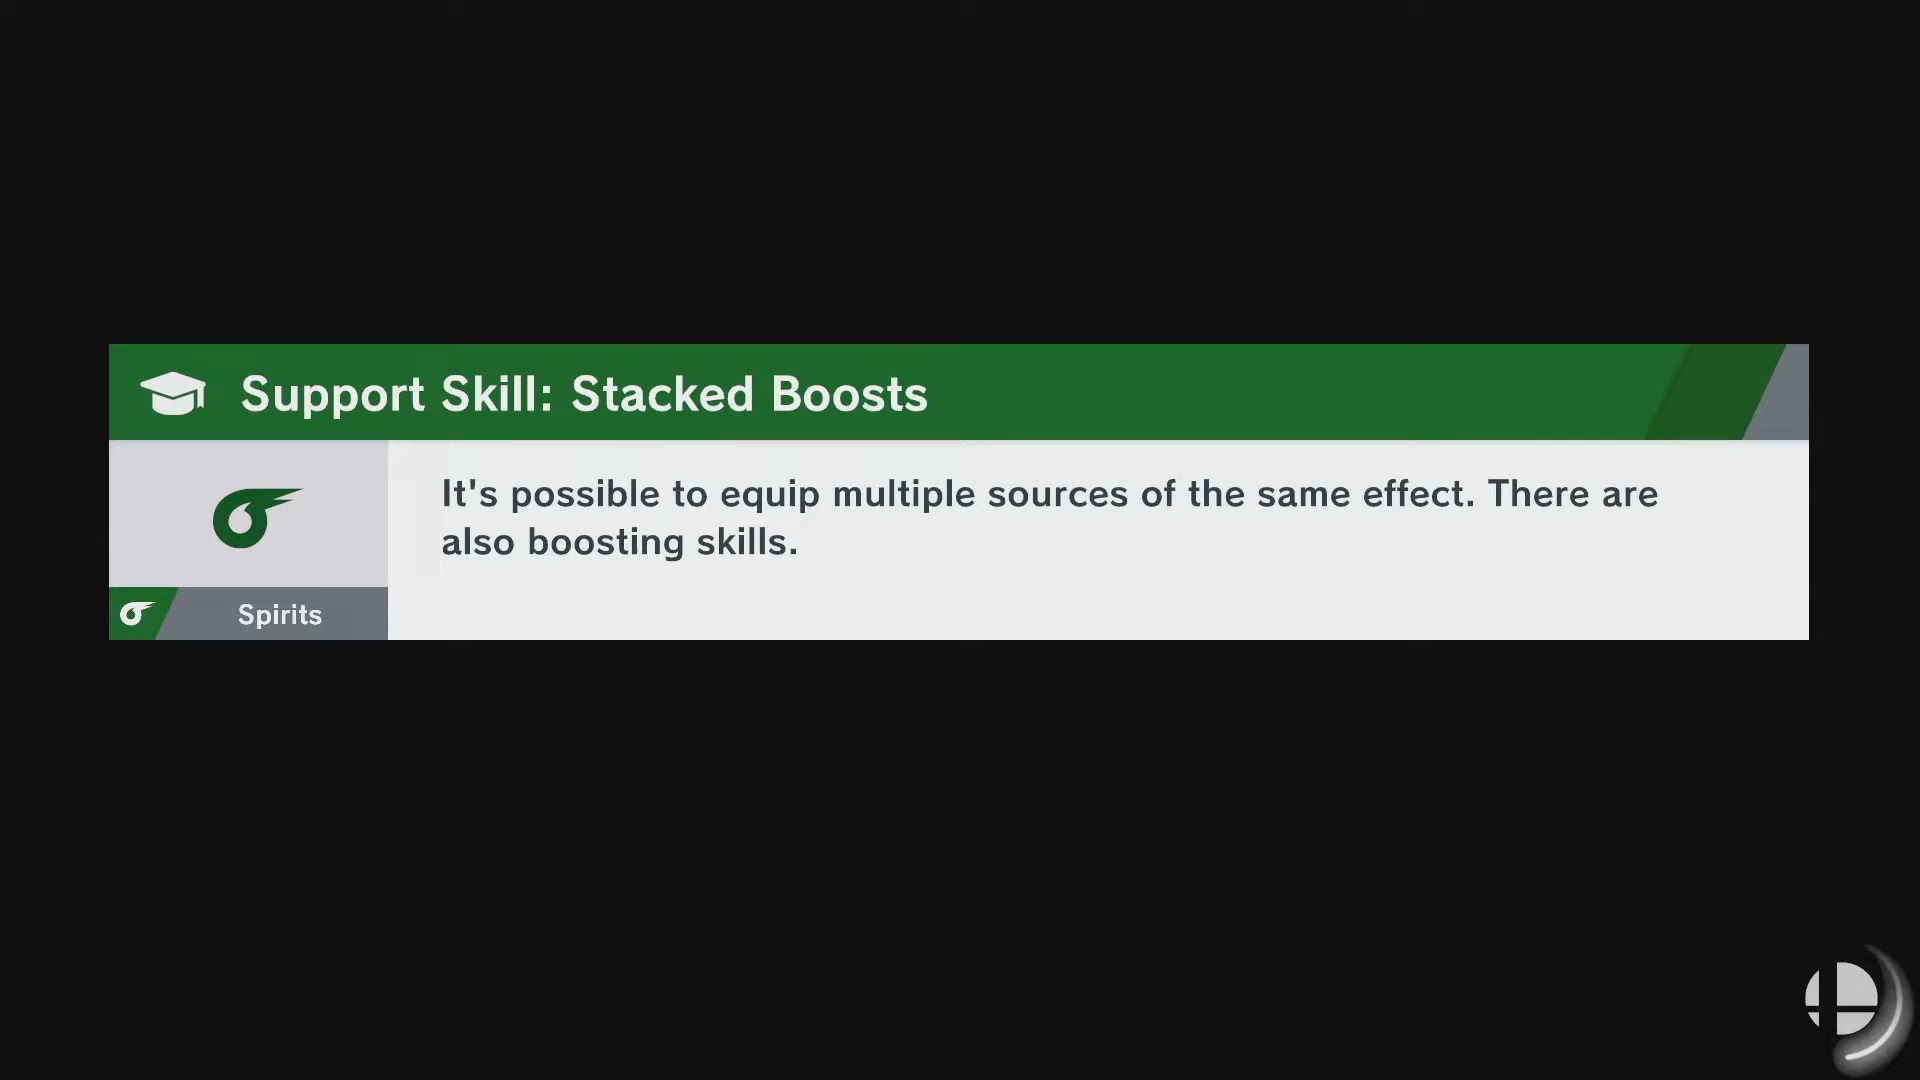 Support Skill: Stacked Boosts
It's possible to equip multiple sources of the same effect. There are
also boosting skills.
Spirits